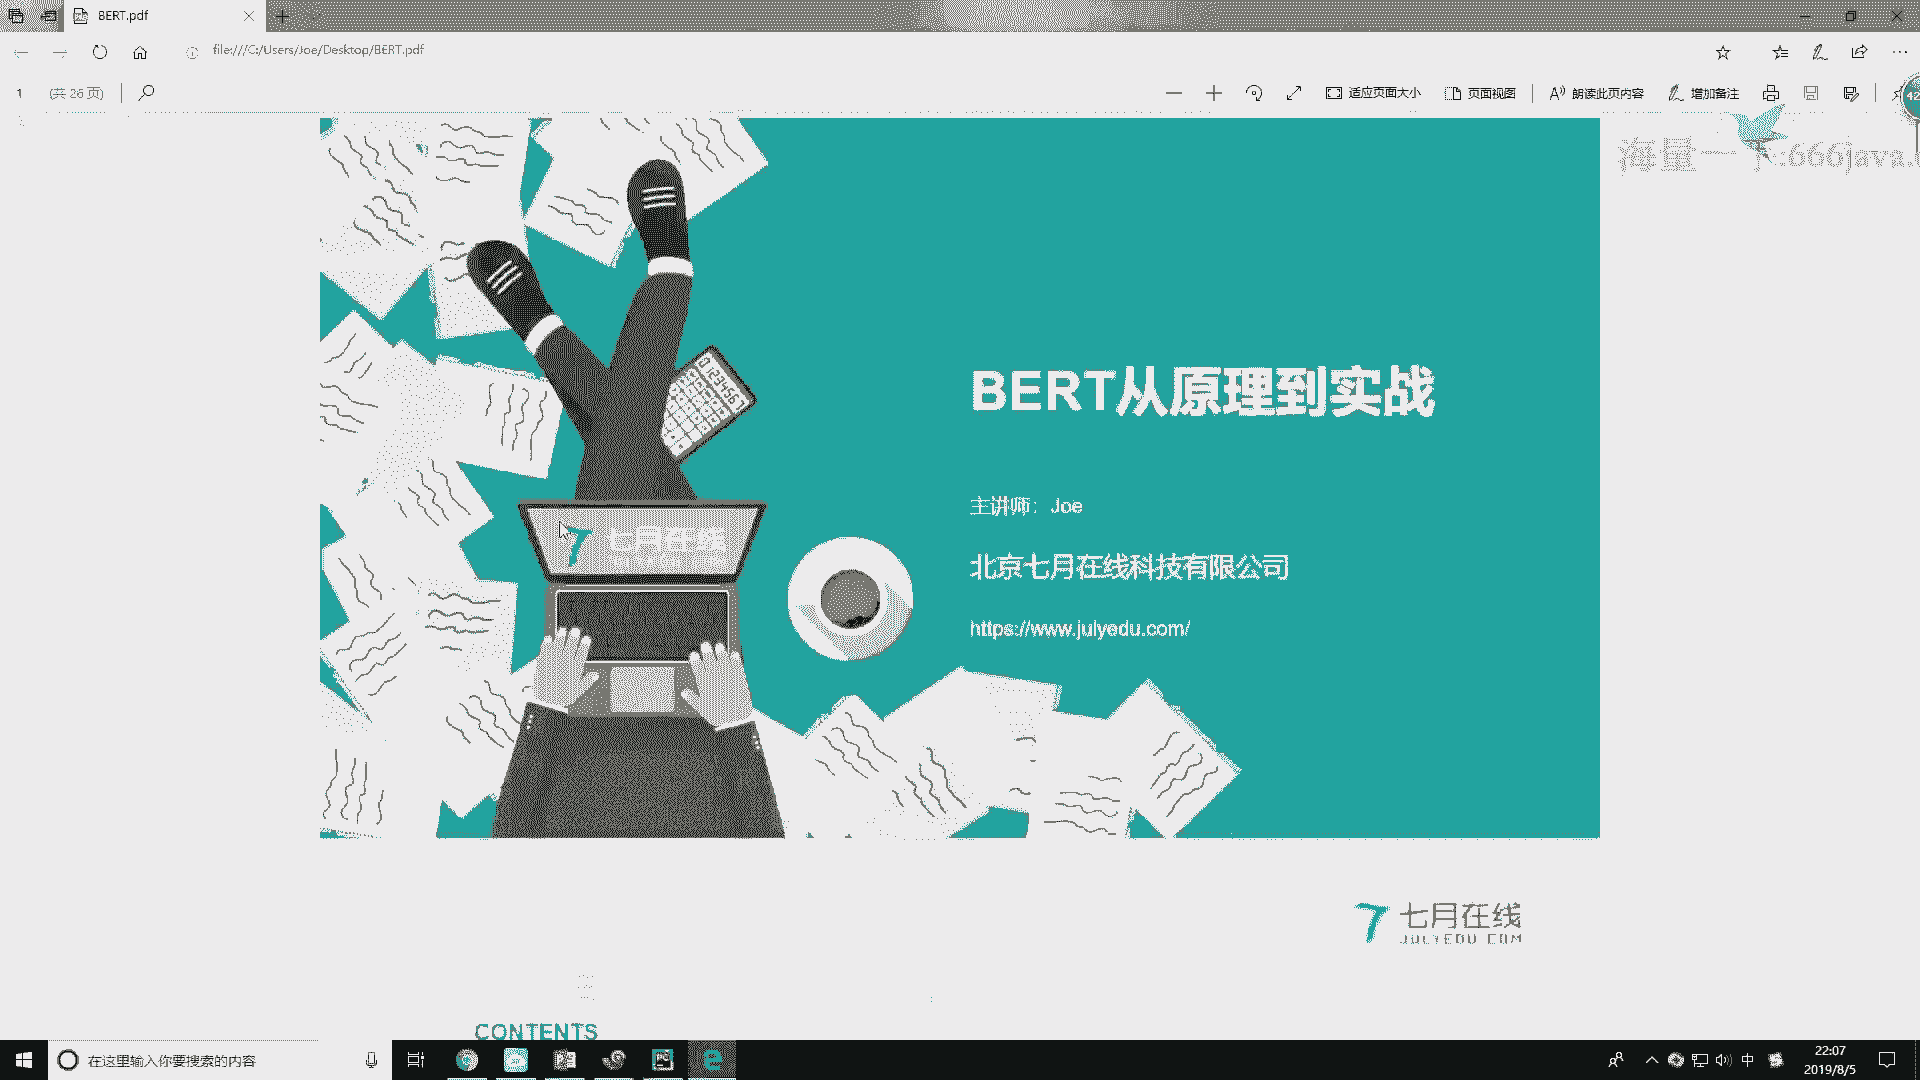 BERT.pdf
file:///C:/Users/Joe/Desktop/BERT.pdf
1 (共 26 页)
适应页面大小
页面视图
朗读此页内容
增加备注
42
海量一
:666java.
0123456
BERT从原理到实战
主讲师：Joe
七月在线
北京七月在线科技有限公司
https://www.julyedu.com/
七月在线
JULYEDU.COM
CONTENTS
在这里输入你要搜索的内容
中
22:07
2019/8/5